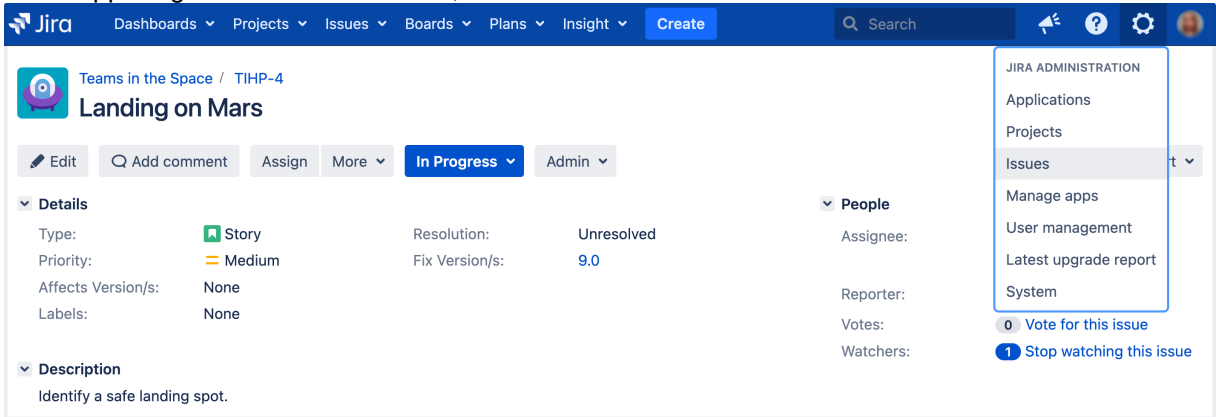 Jira Dashboards Projects Issues Boards Plans Insight Create Search
Teams in the Space / TIHP-4
Landing on Mars
Edit Add comment Assign More In Progress Admin
JIRA ADMINISTRATION
Applications
Projects
Issues
Manage apps
User management
Latest upgrade report
System
Details
Type: Story Resolution: Unresolved
Priority: Medium Fix Version/s: 9.0
Affects Version/s: None
Labels: None
Description
Identify a safe landing spot.
People
Assignee:
Reporter:
Votes: 0 Vote for this issue
Watchers: 1 Stop watching this issue